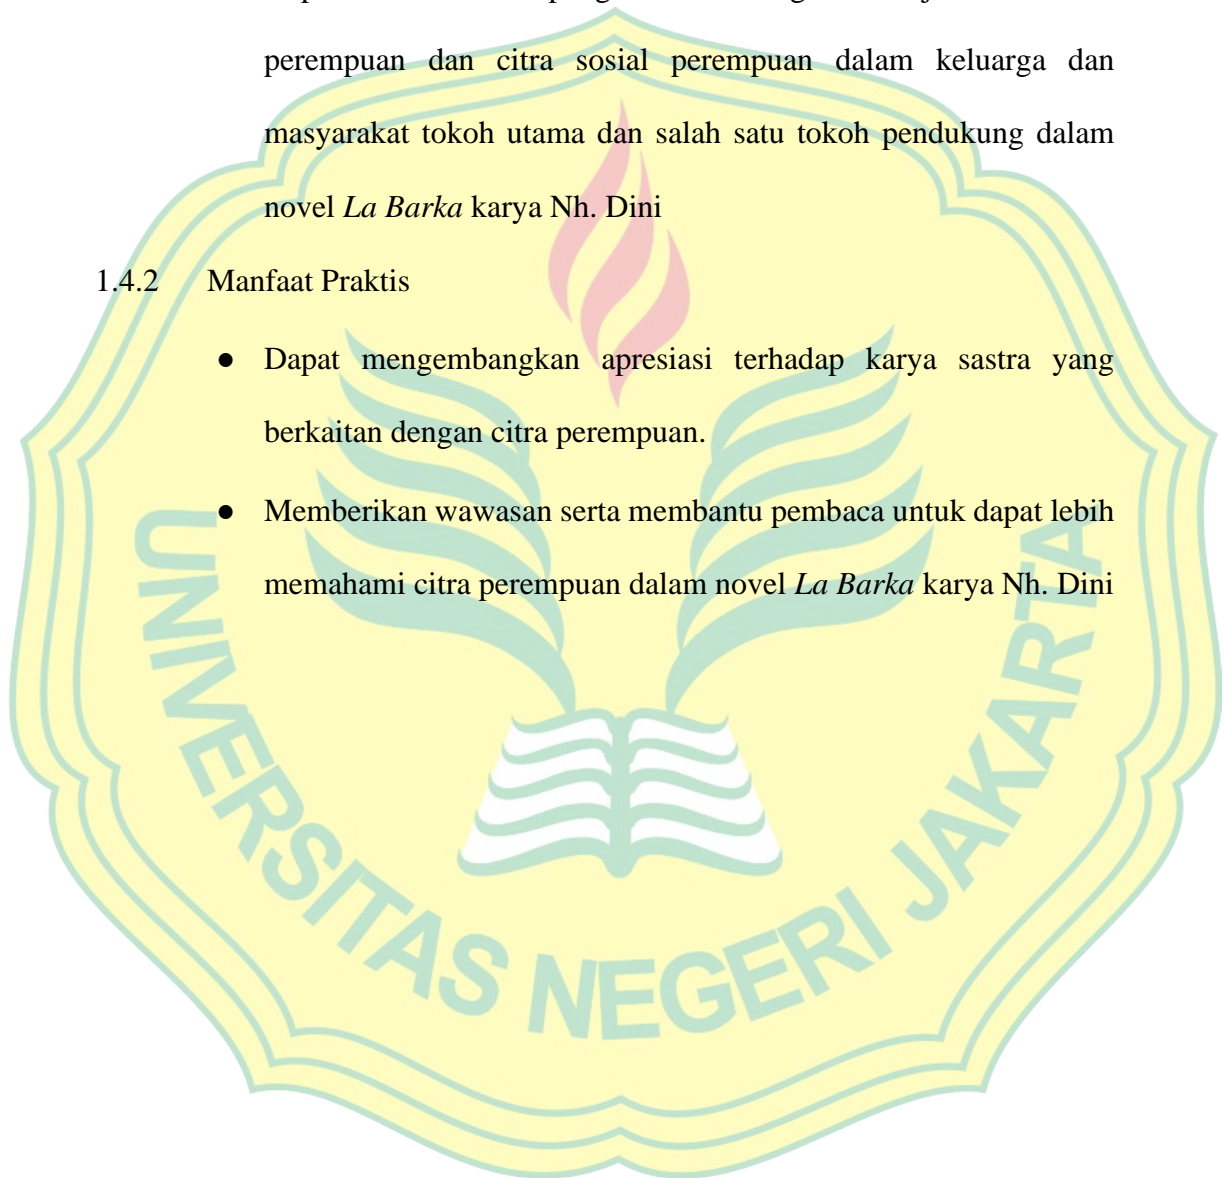 perempuan dan citra sosial perempuan dalam keluarga dan
masyarakat tokoh utama dan salah satu tokoh pendukung dalam
novel La Barka karya Nh. Dini
1.4.2 Manfaat Praktis
● Dapat mengembangkan apresiasi terhadap karya sastra yang
berkaitan dengan citra perempuan.
● Memberikan wawasan serta membantu pembaca untuk dapat lebih
memahami citra perempuan dalam novel La Barka karya Nh. Dini
UNIVERSITAS NEGERI JAKARTA